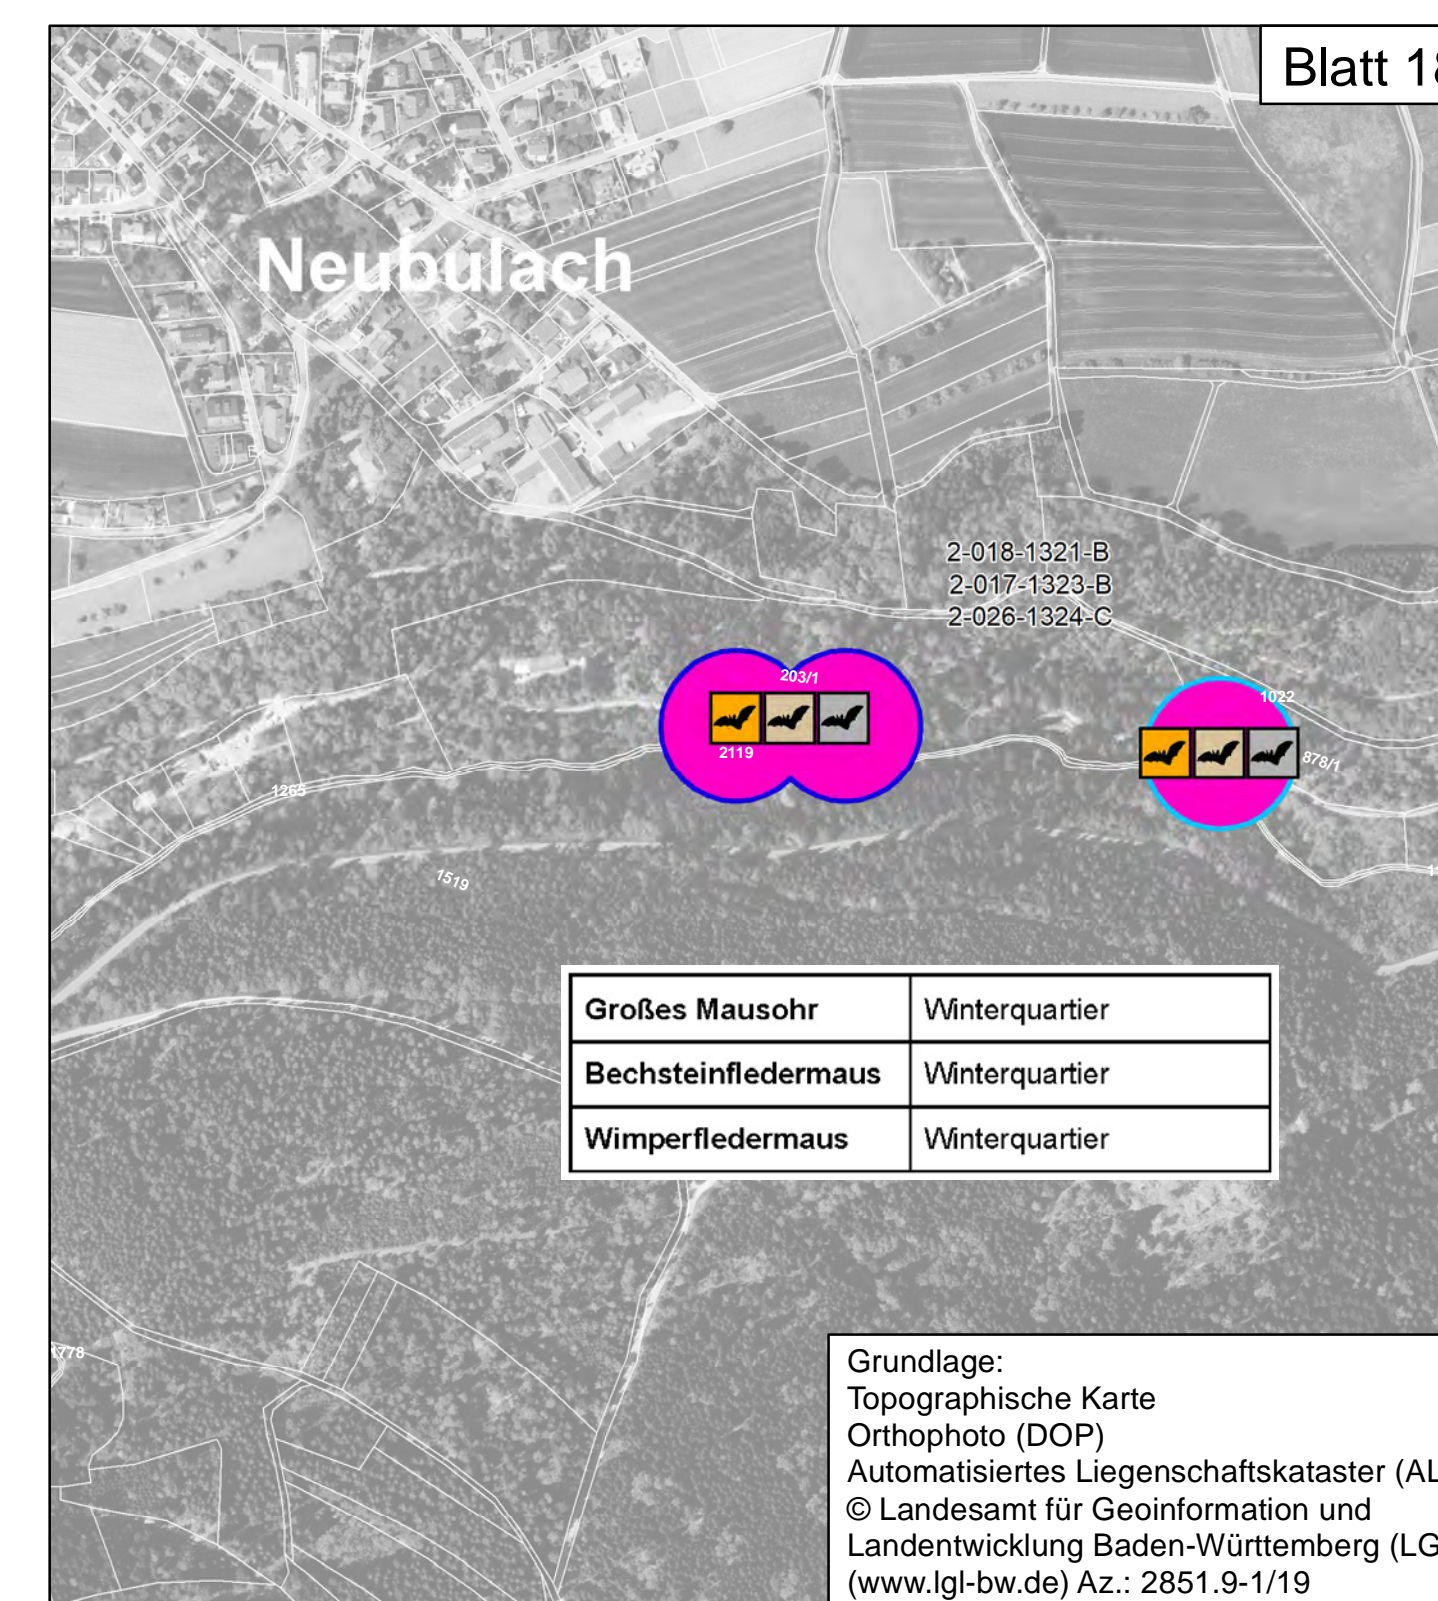 Blatt 18
Neubulach
2-018-1321-B
2-017-1323-B
2-026-1324-C
203/1
2119
1022
878/1
1265
1519
Großes Mausohr Winterquartier
Bechsteinfledermaus Winterquartier
Wimperfledermaus Winterquartier
1778
Grundlage:
Topographische Karte
Orthophoto (DOP)
Automatisiertes Liegenschaftskataster (AL
© Landesamt für Geoinformation und
Landentwicklung Baden-Württemberg (LG
(www.lgl-bw.de) Az.: 2851.9-1/19